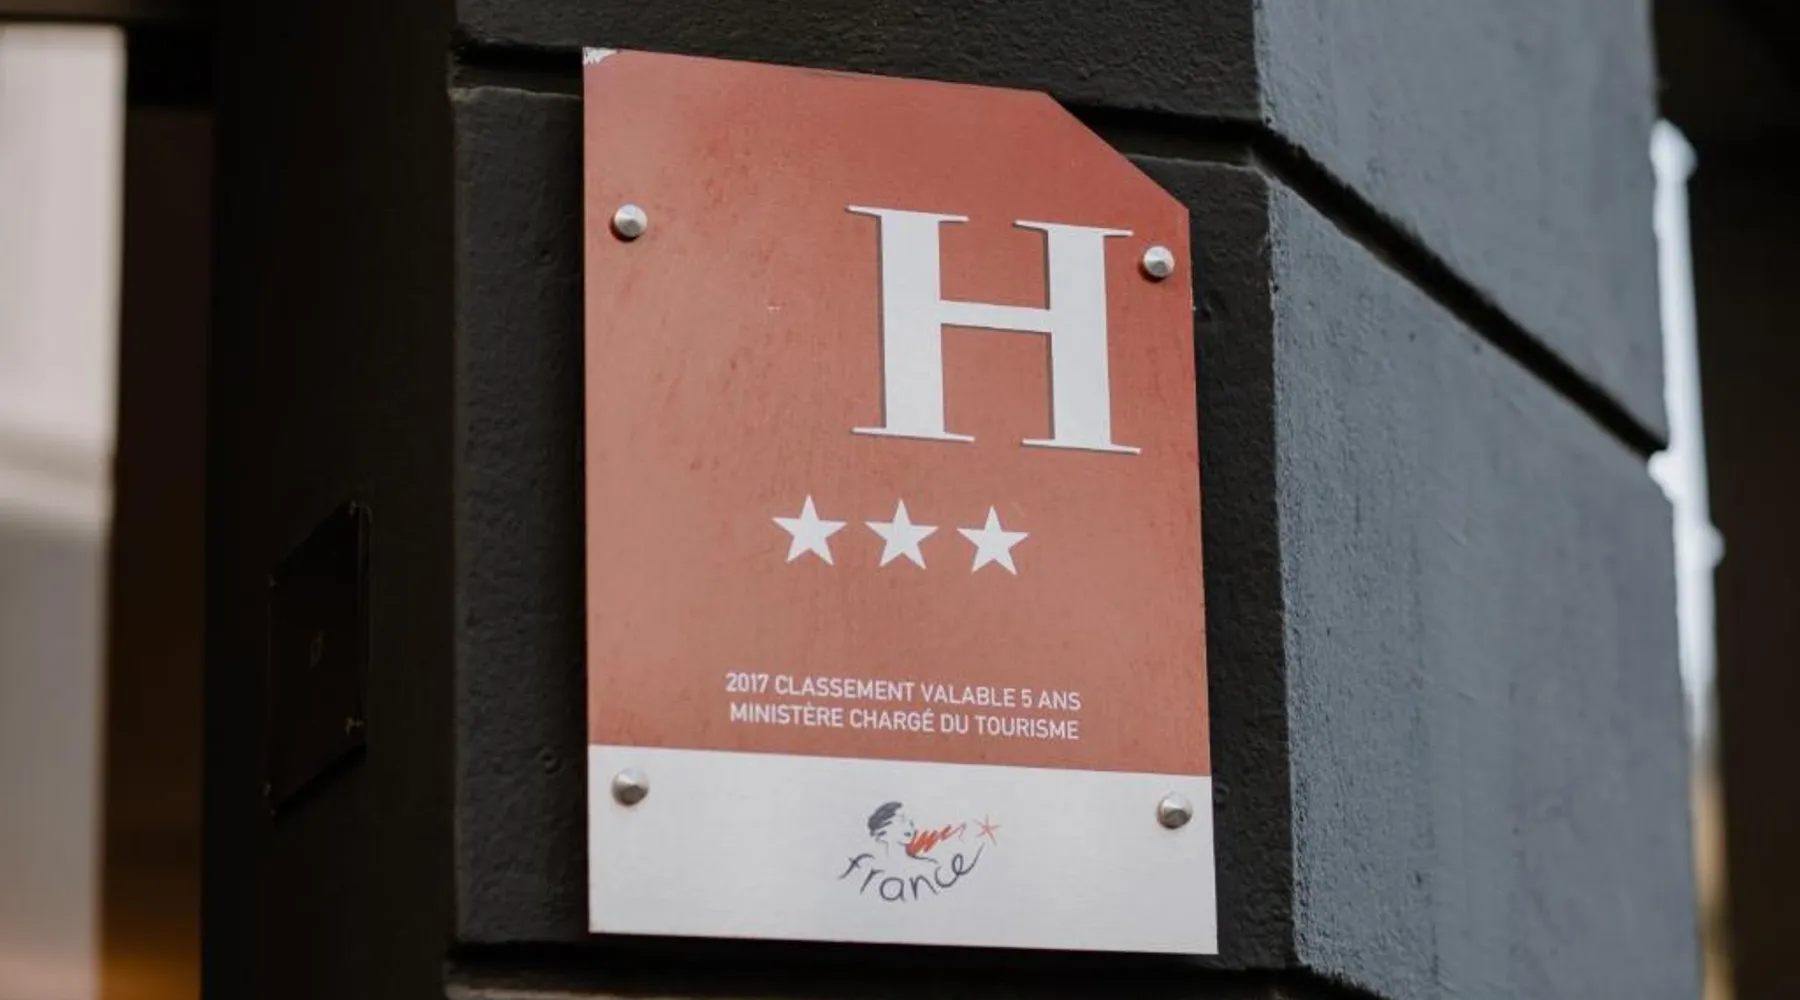 H
★★★
2017 CLASSEMENT VALABLE 5 ANS
MINISTÈRE CHARGÉ DU TOURISME
france